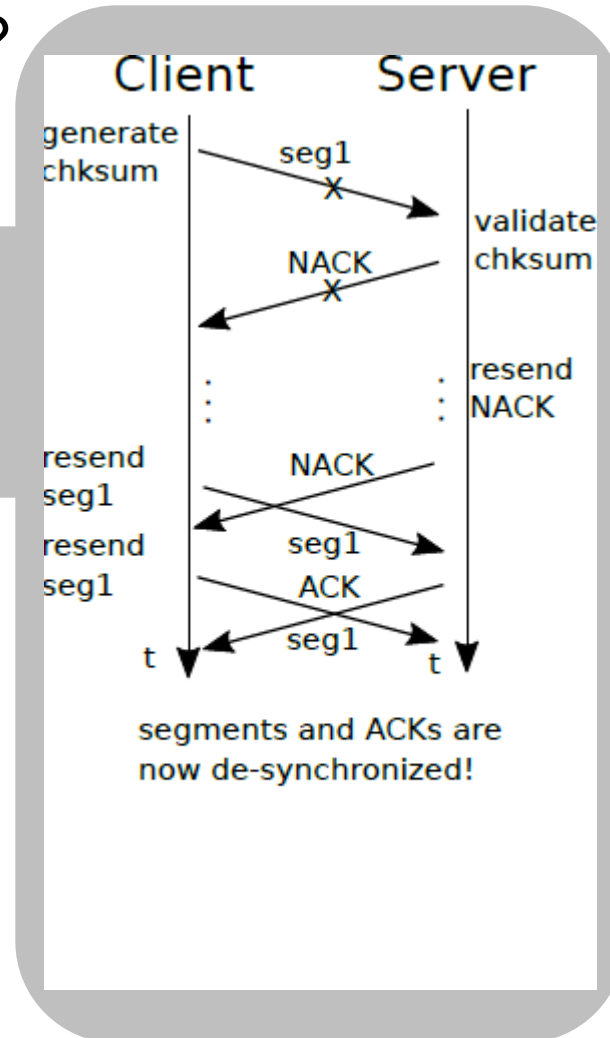 ?
Client Server
generate
chksum
seg1
X
validate
chksum
NACK
X
resend
NACK
resend
seg1
NACK
seg1
resend
seg1
ACK
seg1
t
t
segments and ACKs are
now de-synchronized!